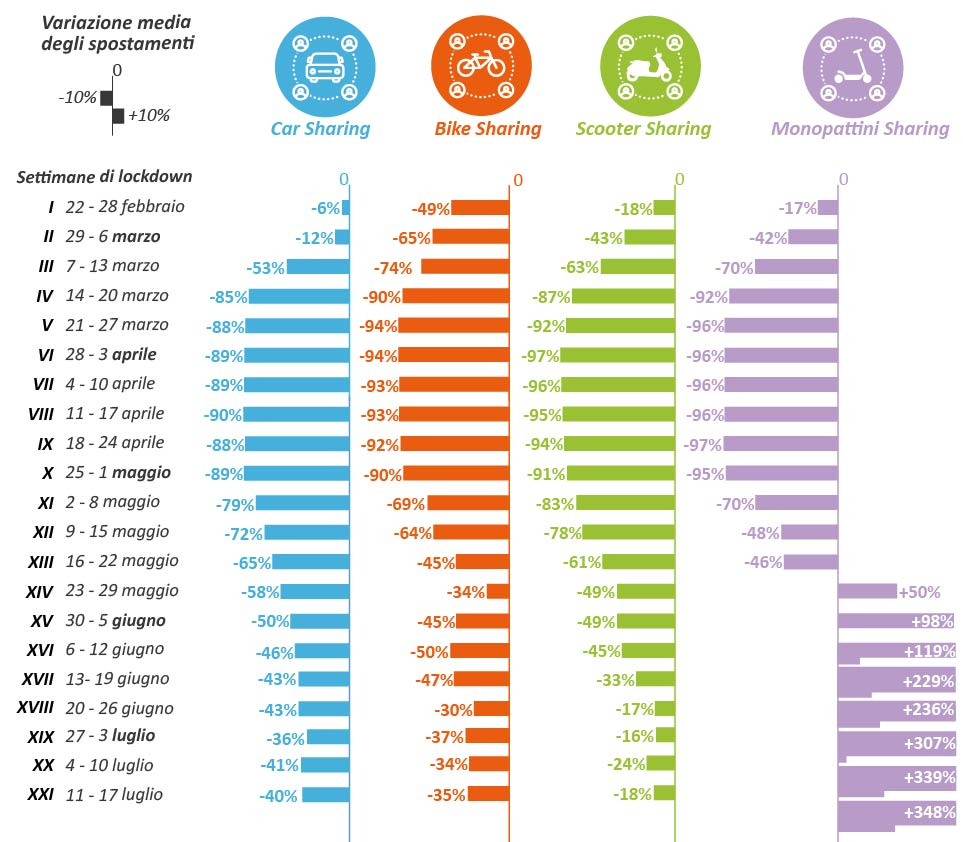 Variazione media
degli spostamenti
0
-10%
+10%
Car Sharing Bike Sharing Scooter Sharing Monopattini Sharing
Settimane di lockdown 0 0 0 0
I 22 - 28 febbraio -6% -49% -18% -17%
II 29 - 6 marzo -12% -65% -43% -42%
III 7 - 13 marzo -53% -74% -63% -70%
IV 14 - 20 marzo -85% -90% -87% -92%
V 21 - 27 marzo -88% -94% -92% -96%
VI 28 - 3 aprile -89% -94% -97% -96%
VII 4 - 10 aprile -89% -93% -96% -96%
VIII 11 - 17 aprile -90% -93% -95% -96%
IX 18 - 24 aprile -88% -92% -94% -97%
X 25 - 1 maggio -89% -90% -91% -95%
XI 2 - 8 maggio -79% -69% -83% -70%
XII 9 - 15 maggio -72% -64% -78% -48%
XIII 16 - 22 maggio -65% -45% -61% -46%
XIV 23 - 29 maggio -58% -34% -49% +50%
XV 30 - 5 giugno -50% -45% -49% +98%
XVI 6 - 12 giugno -46% -50% -45% +119%
XVII 13- 19 giugno -43% -47% -33% +229%
XVIII 20 - 26 giugno -43% -30% -17% +236%
XIX 27 - 3 luglio -36% -37% -16% +307%
XX 4 - 10 luglio -41% -34% -24% +339%
XXI 11 - 17 luglio -40% -35% -18% +348%